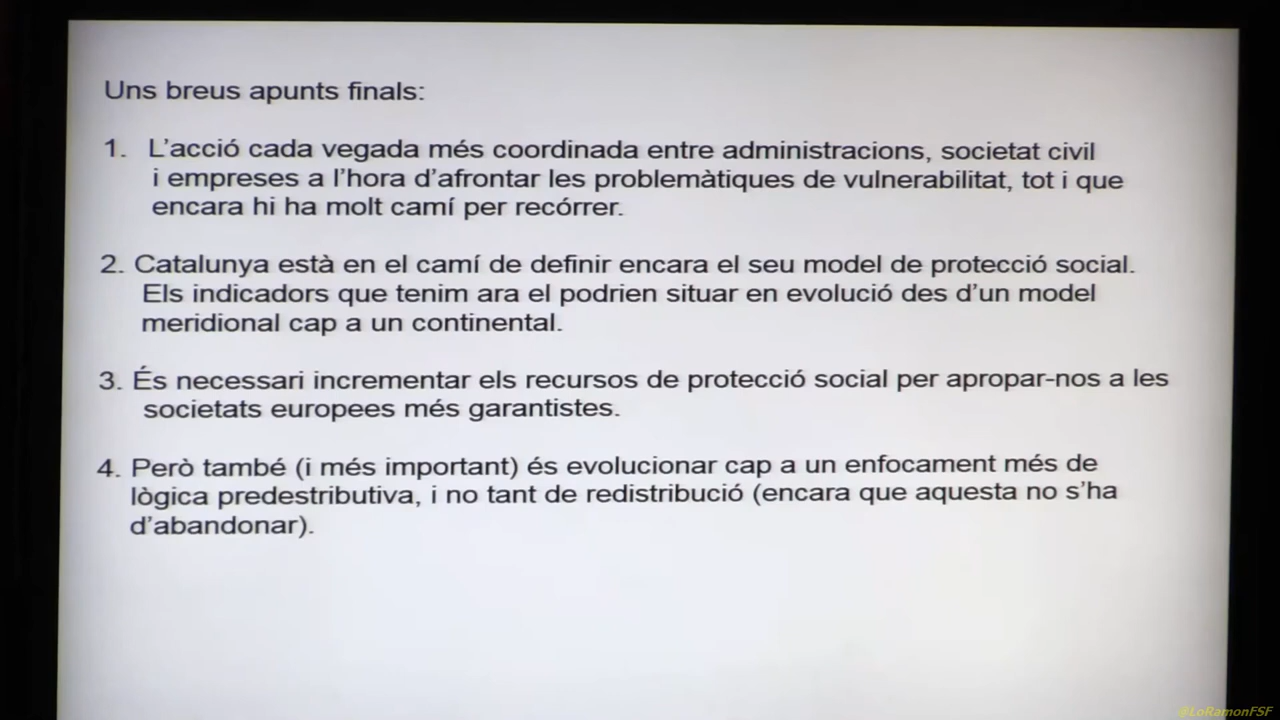 Uns breus apunts finals:
1. L'acció cada vegada més coordinada entre administracions, societat civil
i empreses a l'hora d'afrontar les problemàtiques de vulnerabilitat, tot i que
encara hi ha molt camí per recórrer.
2. Catalunya està en el camí de definir encara el seu model de protecció social.
Els indicadors que tenim ara el podrien situar en evolució des d'un model
meridional cap a un continental.
3. És necessari incrementar els recursos de protecció social per apropar-nos a les
societats europees més garantistes.
4. Però també (i més important) és evolucionar cap a un enfocament més de
lògica predestributiva, i no tant de redistribució (encara que aquesta no s'ha
d'abandonar).
@LoRamonFSF